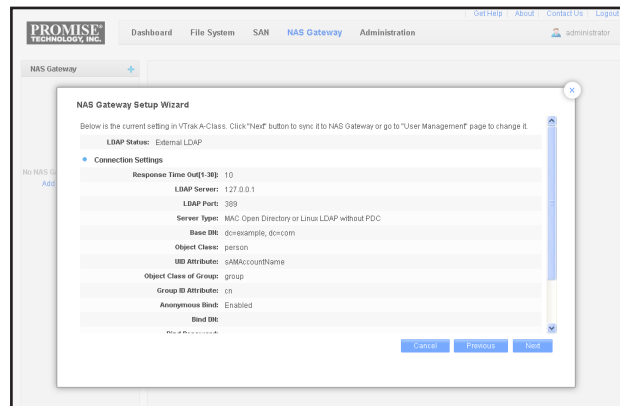 Get Help | About | Contact Us | Logout
PROMISE®
TECHNOLOGY, INC.
Dashboard File System SAN NAS Gateway Administration
administrator
NAS Gateway +
No NAS
Add
NAS Gateway Setup Wizard
Below is the current setting in VTrak A-Class. Click "Next" button to sync it to NAS Gateway or go to "User Management" page to change it.
LDAP Status: External LDAP
Connection Settings
Response Time Out[1-38]: 10
LDAP Server: 127.0.0.1
LDAP Port: 389
Server Type: MAC Open Directory or Linux LDAP without PDC
Base DN: dc=example, dc=com
Object Class: person
UID Attribute: sAMAccountName
Object Class of Group: group
Group ID Attribute: cn
Anonymous Bind: Enabled
Bind DN:
Cancel Previous Next